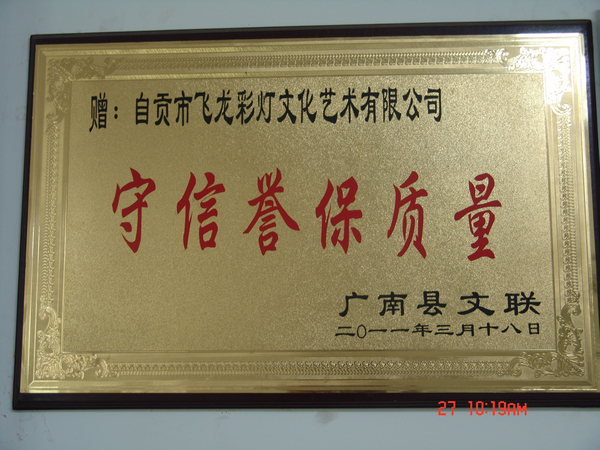 赠：自贡市飞龙彩灯文化艺术有限公司
守信誉保质量
广南县文联
二〇一一年三月十八日
27 10:19AM